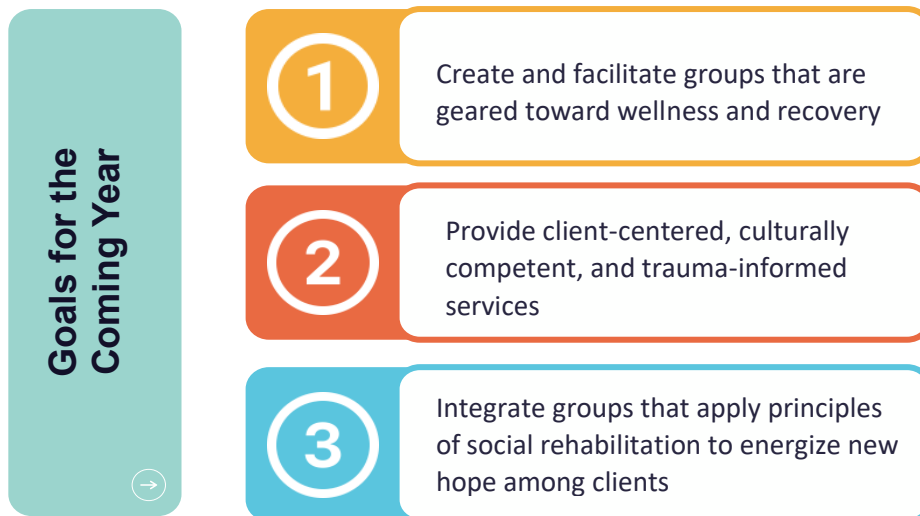 Goals for the
Coming Year
1
Create and facilitate groups that are
geared toward wellness and recovery
2
Provide client-centered, culturally
competent, and trauma-informed
services
3
Integrate groups that apply principles
of social rehabilitation to energize new
hope among clients